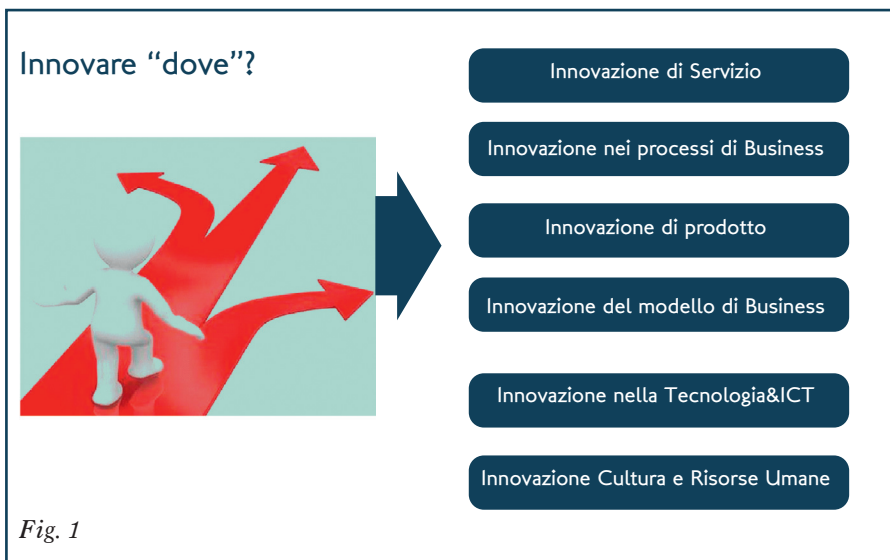 Innovare “dove”?
Innovazione di Servizio
Innovazione nei processi di Business
Innovazione di prodotto
Innovazione del modello di Business
Innovazione nella Tecnologia&ICT
Innovazione Cultura e Risorse Umane
Fig. 1